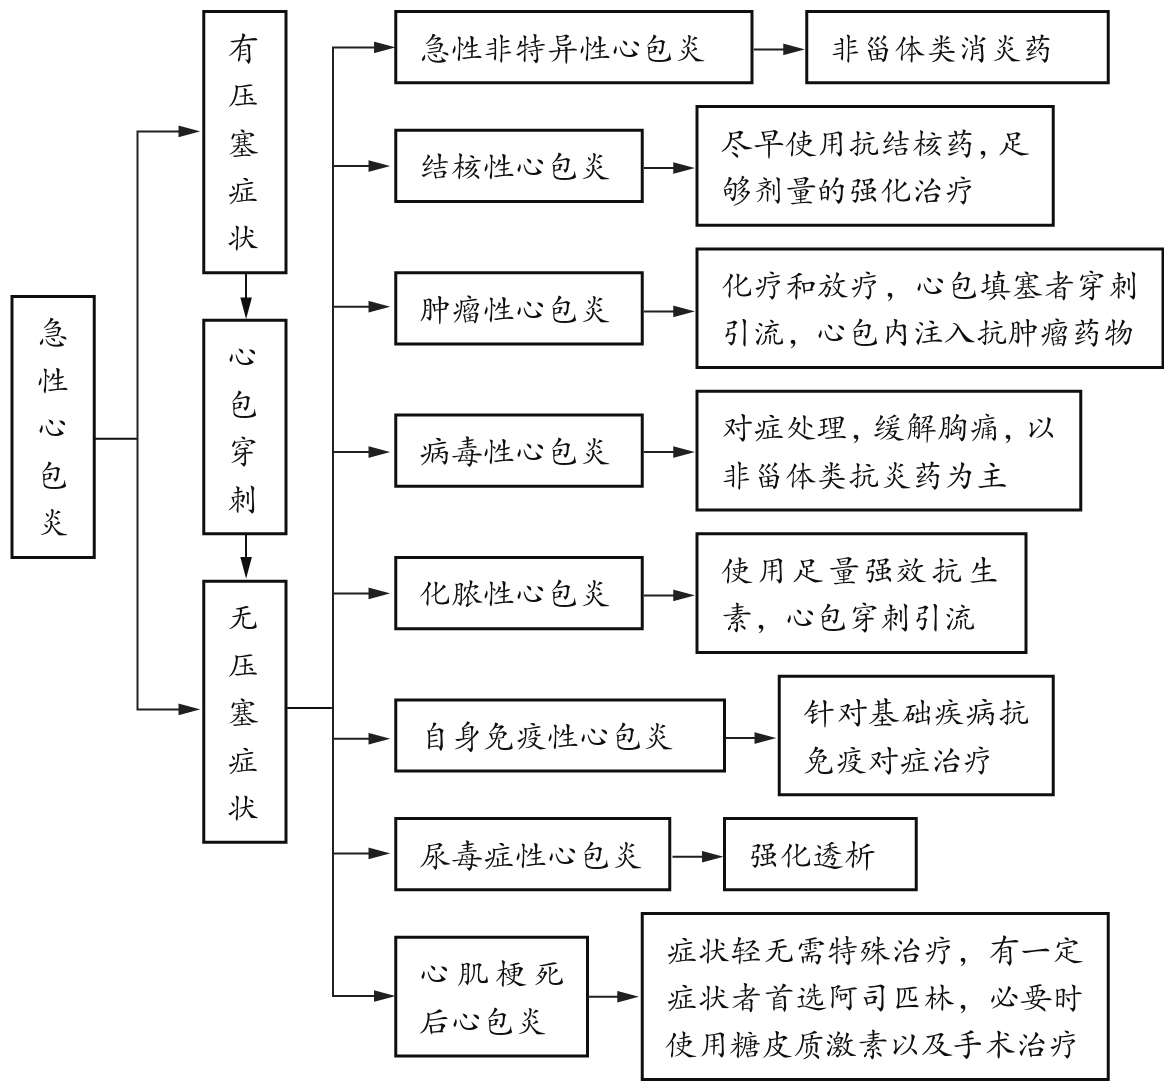 急性心包炎
有压塞症状
心包穿刺
无压塞症状
急性非特异性心包炎
非甾体类消炎药
结核性心包炎
尽早使用抗结核药,足
够剂量的强化治疗
肿瘤性心包炎
化疗和放疗,心包填塞者穿刺
引流,心包内注入抗肿瘤药物
病毒性心包炎
对症处理,缓解胸痛,以
非甾体类抗炎药为主
化脓性心包炎
使用足量强效抗生
素,心包穿刺引流
自身免疫性心包炎
针对基础疾病抗
免疫对症治疗
尿毒症性心包炎
强化透析
心肌梗死
后心包炎
症状轻无需特殊治疗,有一定
症状者首选阿司匹林,必要时
使用糖皮质激素以及手术治疗